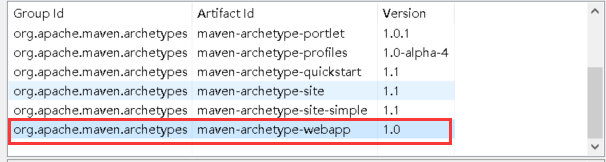 Group Id Artifact Id Version
org.apache.maven.archetypes maven-archetype-portlet 1.0.1
org.apache.maven.archetypes maven-archetype-profiles 1.0-alpha-4
org.apache.maven.archetypes maven-archetype-quickstart 1.1
org.apache.maven.archetypes maven-archetype-site 1.1
org.apache.maven.archetypes maven-archetype-site-simple 1.1
org.apache.maven.archetypes maven-archetype-webapp 1.0